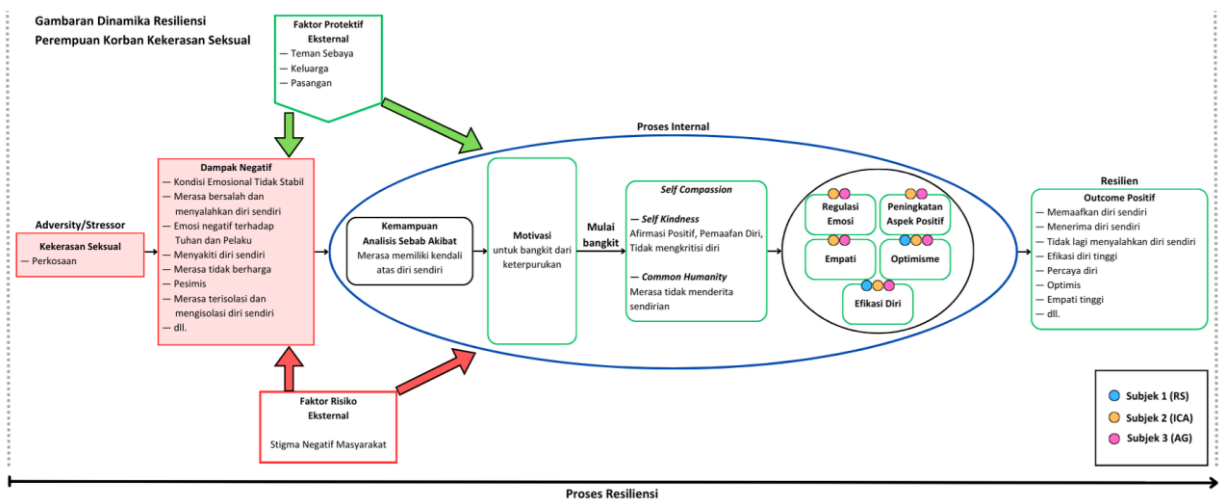 Gambaran Dinamika Resiliensi
Perempuan Korban Kekerasan Seksual
Faktor Protektif
Eksternal
— Teman Sebaya
— Keluarga
— Pasangan
Adversity/Stressor
Kekerasan Seksual
— Perkosaan
Dampak Negatif
— Kondisi Emosional Tidak Stabil
— Merasa bersalah dan
menyalahkan diri sendiri
— Emosi negatif terhadap
Tuhan dan Pelaku
— Menyakiti diri sendiri
— Merasa tidak berharga
— Pesimis
— Merasa terisolasi dan
mengisolasi diri sendiri
— dll.
Faktor Risiko
Eksternal
Stigma Negatif Masyarakat
Proses Internal
Kemampuan
Analisis Sebab Akibat
Merasa memiliki kendali
atas diri sendiri
Motivasi
untuk bangkit dari
keterpurukan
Mulai
bangkit
Self Compassion
— Self Kindness
Afirmasi Positif, Pemaafan Diri,
Tidak mengkritisi diri
— Common Humanity
Merasa tidak menderita
sendirian
Regulasi
Emosi
Peningkatan
Aspek Positif
Empati
Optimisme
Efikasi Diri
Resilien
Outcome Positif
— Memaafkan diri sendiri
— Menerima diri sendiri
— Tidak lagi menyalahkan diri sendiri
— Efikasi diri tinggi
— Percaya diri
— Optimis
— Empati tinggi
— dll.
Subjek 1 (RS)
Subjek 2 (ICA)
Subjek 3 (AG)
Proses Resiliensi